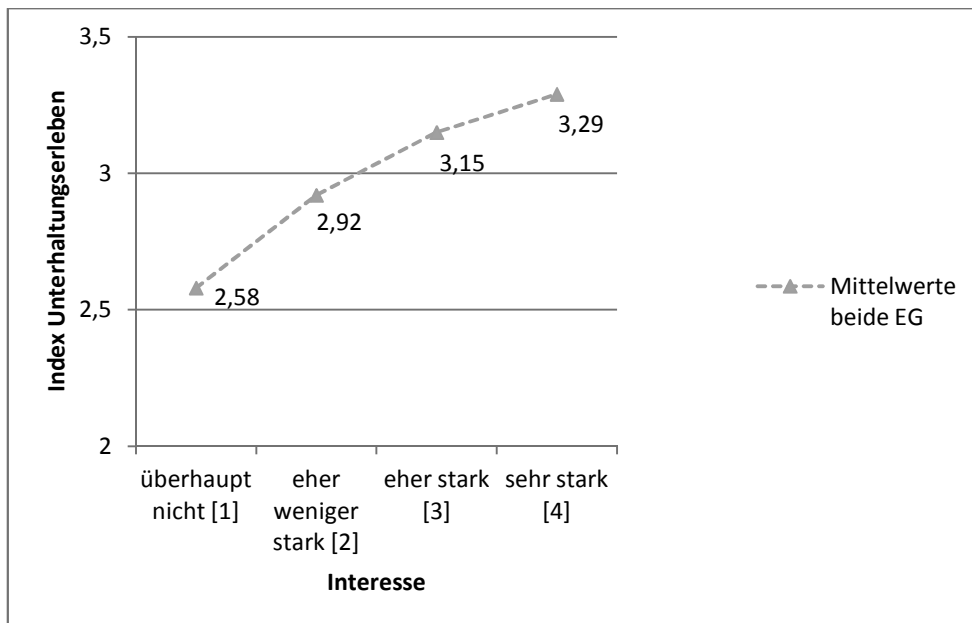 Index Unterhaltungserleben
3,5
3
2,5
2
2,58
2,92
3,15
3,29
überhaupt
nicht [1]
eher
weniger
stark [2]
eher stark
[3]
sehr stark
[4]
Interesse
Mittelwerte
beide EG